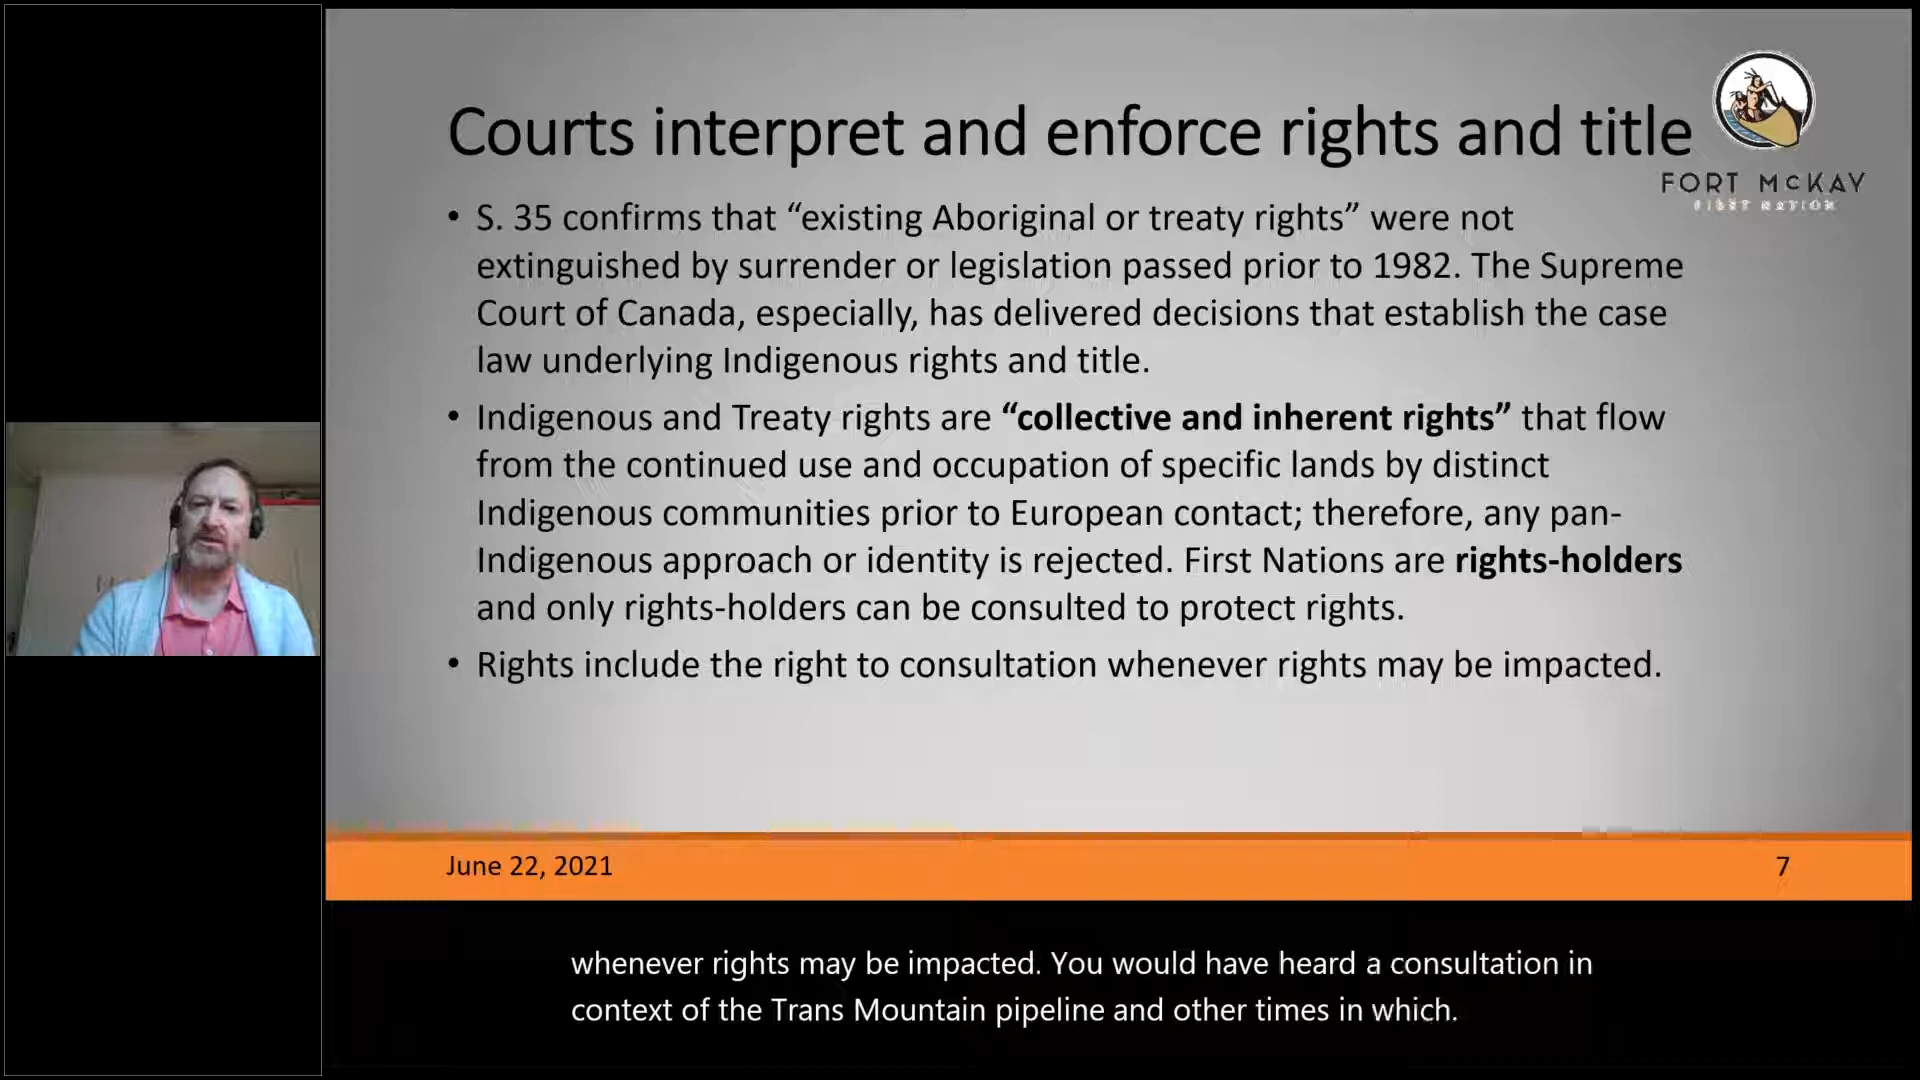 Courts interpret and enforce rights and title
FORT McKAY
FIRST NATION
• S. 35 confirms that “existing Aboriginal or treaty rights” were not
extinguished by surrender or legislation passed prior to 1982. The Supreme
Court of Canada, especially, has delivered decisions that establish the case
law underlying Indigenous rights and title.
• Indigenous and Treaty rights are “collective and inherent rights” that flow
from the continued use and occupation of specific lands by distinct
Indigenous communities prior to European contact; therefore, any pan-
Indigenous approach or identity is rejected. First Nations are rights-holders
and only rights-holders can be consulted to protect rights.
• Rights include the right to consultation whenever rights may be impacted.
June 22, 2021
7
whenever rights may be impacted. You would have heard a consultation in
context of the Trans Mountain pipeline and other times in which.